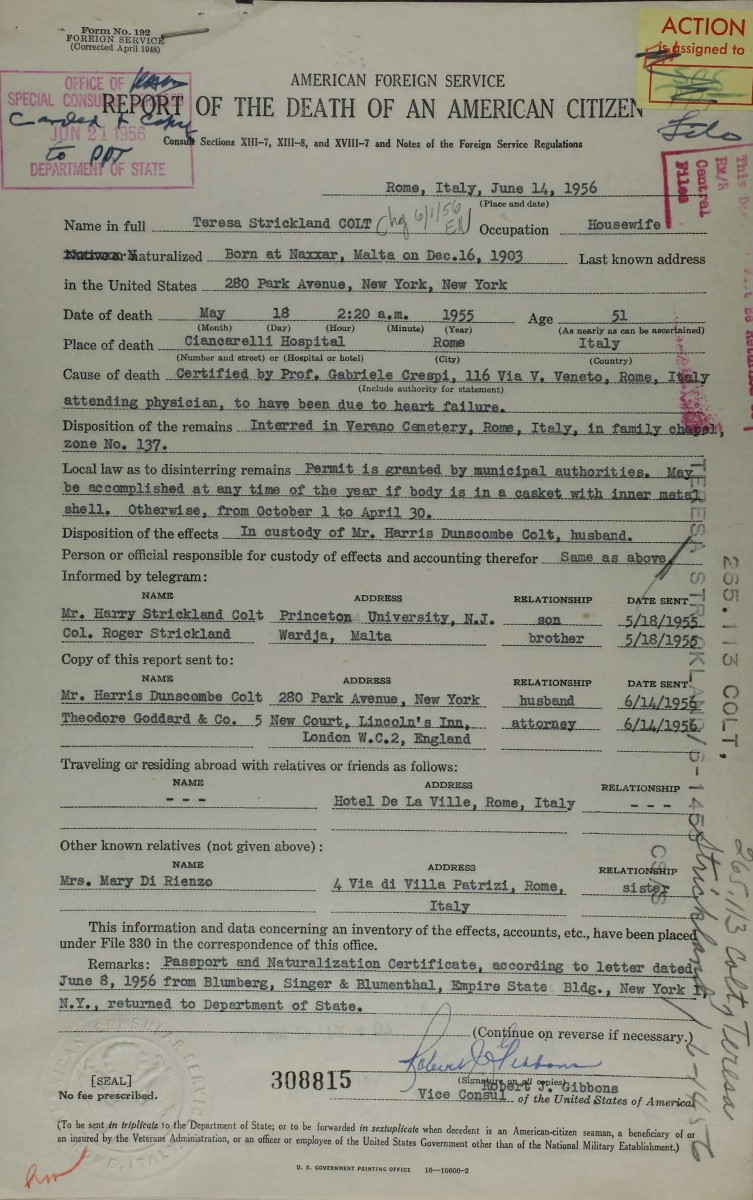 Form No. 192
FOREIGN SERVICE
(Corrected April 1948)
ACTION
is assigned to
OFFICE OF
SPECIAL CONSULAR
JUN 21 1956
to PPT
DEPARTMENT OF STATE
File
AMERICAN FOREIGN SERVICE
REPORT OF THE DEATH OF AN AMERICAN CITIZEN
Consult Sections XIII–7, XIII–8, and XVIII–7 and Notes of the Foreign Service Regulations
RM/R
Central
Files
Rome, Italy, June 14, 1956
(Place and date)
Name in full Teresa Strickland COLT Chg 6/1/56 Occupation Housewife
Native or Naturalized Born at Naxxar, Malta on Dec.16, 1903 Last known address
in the United States 280 Park Avenue, New York, New York
Date of death May 18 2:20 a.m. 1955 Age 51
(Month) (Day) (Hour) (Minute) (Year) (As nearly as can be ascertained)
Place of death Ciancarelli Hospital Rome Italy
(Number and street) or (Hospital or hotel) (City) (Country)
Cause of death Certified by Prof. Gabriele Crespi, 116 Via V. Veneto, Rome, Italy
(Include authority for statement)
attending physician, to have been due to heart failure.
Disposition of the remains Interred in Verano Cemetery, Rome, Italy, in family chapel,
zone No. 137.
Local law as to disinterring remains Permit is granted by municipal authorities. May
be accomplished at any time of the year if body is in a casket with inner metal
shell. Otherwise, from October 1 to April 30.
Disposition of the effects In custody of Mr. Harris Dunscombe Colt, husband.
Person or official responsible for custody of effects and accounting therefor Same as above
Informed by telegram:
NAME ADDRESS RELATIONSHIP DATE SENT
Mr. Harry Strickland Colt Princeton University, N.J. son 5/18/1955
Col. Roger Strickland Wardja, Malta brother 5/18/1955
Copy of this report sent to:
NAME ADDRESS RELATIONSHIP DATE SENT
Mr. Harris Dunscombe Colt 280 Park Avenue, New York husband 6/14/1956
Theodore Goddard & Co. 5 New Court, Lincoln's Inn, attorney 6/14/1956
London W.C.2, England
Traveling or residing abroad with relatives or friends as follows:
NAME ADDRESS RELATIONSHIP
- - - Hotel De La Ville, Rome, Italy - - -
Other known relatives (not given above):
NAME ADDRESS RELATIONSHIP
Mrs. Mary Di Rienzo 4 Via di Villa Patrizi, Rome, sister
Italy
This information and data concerning an inventory of the effects, accounts, etc., have been placed
under File 330 in the correspondence of this office.
Remarks: Passport and Naturalization Certificate, according to letter dated
June 8, 1956 from Blumberg, Singer & Blumenthal, Empire State Bldg., New York 1,
N.Y., returned to Department of State.
(Continue on reverse if necessary.)
Robert J. Gibbons
[SEAL] 308815 (Signature on all copies)
Robert J. Gibbons
No fee prescribed. Vice Consul of the United States of America.
(To be sent in triplicate to the Department of State; or to be forwarded in sextuplicate when decedent is an American-citizen seaman, a beneficiary of or
an insured by the Veterans Administration, or an officer or employee of the United States Government other than of the National Military Establishment.)
U. S. GOVERNMENT PRINTING OFFICE 16—10600-2
265.113 COLT,
TERESA STRICKLAND/6-1456
CS/S
265.113 Colt, Teresa
Strickland/6-1456